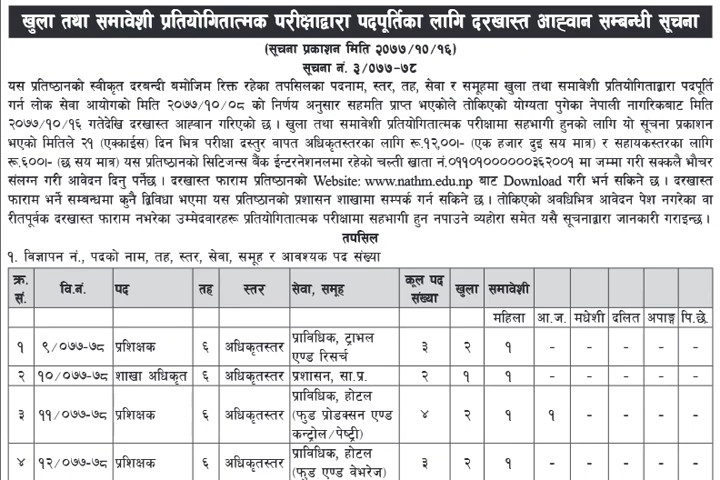 खुला तथा समावेशी प्रतियोगितात्मक परीक्षाद्वारा पदपूर्तिका लागि दरखास्त आह्वान सम्बन्धी सूचना
(सूचना प्रकाशन मिति २०७७/१०/१६)
सूचना नं. ३/०७७-७८
यस प्रतिष्ठानको स्वीकृत दरबन्दी बमोजिम रिक्त रहेका तपसिलका पदनाम, स्तर, तह, सेवा र समूहमा खुला तथा समावेशी प्रतियोगिताद्वारा पदपूर्ति
गर्न लोक सेवा आयोगको मिति २०७७/१०/०८ को निर्णय अनुसार सहमति प्राप्त भएकोले तोकिएको योग्यता पुगेका नेपाली नागरिकबाट मिति
२०७७/१०/१६ गतेदेखि दरखास्त आव्हान गरिएको छ । खुला तथा समावेशी प्रतियोगितात्मक परीक्षामा सहभागी हुनको लागि यो सूचना प्रकाशन
भएको मितिले २१ (एक्काईस) दिन भित्र परीक्षा दस्तुर वापत अधिकृतस्तरका लागि रू.१२,००।- (एक हजार दुइ सय मात्र) र सहायकस्तरका लागि
रू.६००।- (छ सय मात्र) यस प्रतिष्ठानको सिटिजन्स बैंक ईन्टरनेशनलमा रहेको चल्ती खाता नं.०११०१००००००३६२००१ मा जम्मा गरी सक्कलै भौचर
संलग्न गरी आवेदन दिनु पर्नेछ । दरखास्त फाराम प्रतिष्ठानको Website: www.nathm.edu.np बाट Download गरी भर्न सकिने छ । दरखास्त
फाराम भर्ने सम्बन्धमा कुनै द्विविधा भएमा यस प्रतिष्ठानको प्रशासन शाखामा सम्पर्क गर्न सकिने छ । तोकिएको अवधिभित्र आवेदन पेश नगरेका वा
रीतपूर्वक दरखास्त फाराम नभरेका उम्मेदवारहरू प्रतियोगितात्मक परीक्षामा सहभागी हुन नपाउने व्यहोरा समेत यसै सूचनाद्वारा जानकारी गराइन्छ ।
तपसिल
१. विज्ञापन नं., पदको नाम, तह, स्तर, सेवा, समूह र आवश्यक पद संख्या
क्र. सं. वि.नं. पद तह स्तर सेवा, समूह कूल पद संख्या खुला समावेशी
महिला आ.ज. मधेशी दलित अपाङ्ग पि.छे.
१ ९/०७७-७८ प्रशिक्षक ६ अधिकृतस्तर प्राविधिक, ट्राभल एण्ड रिसर्च ३ २ १ - - - - -
२ १०/०७७-७८ शाखा अधिकृत ६ अधिकृतस्तर प्रशासन, सा.प्र. २ १ १ - - - - -
३ ११/०७७-७८ प्रशिक्षक ६ अधिकृतस्तर प्राविधिक, होटल (फुड प्रोडक्सन एण्ड कन्ट्रोल/पेष्ट्री) ४ २ १ १ - - - -
४ १२/०७७-७८ प्रशिक्षक ६ अधिकृतस्तर प्राविधिक, होटल (फुड एण्ड वेभरेज) ३ २ १ - - - - -